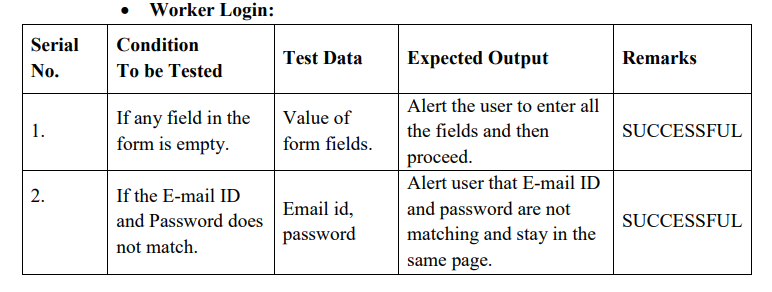 • Worker Login:
Serial No. Condition To be Tested Test Data Expected Output Remarks
1. If any field in the form is empty. Value of form fields. Alert the user to enter all the fields and then proceed. SUCCESSFUL
2. If the E-mail ID and Password does not match. Email id, password Alert user that E-mail ID and password are not matching and stay in the same page. SUCCESSFUL